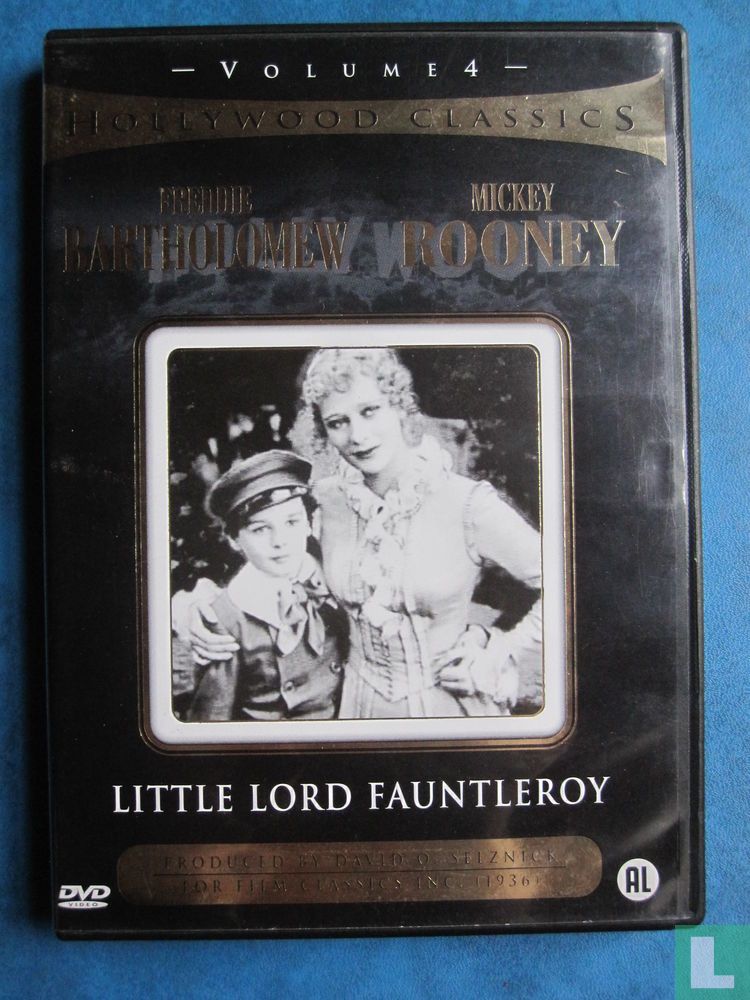 — VOLUME 4 —
HOLLYWOOD CLASSICS
FREDDIE
BARTHOLOMEW
MICKEY
ROONEY
HOLLYWOOD
LITTLE LORD FAUNTLEROY
PRODUCED BY DAVID O. SELZNICK
FOR FILM CLASSICS INC. (1936)
DVD
VIDEO
AL
L